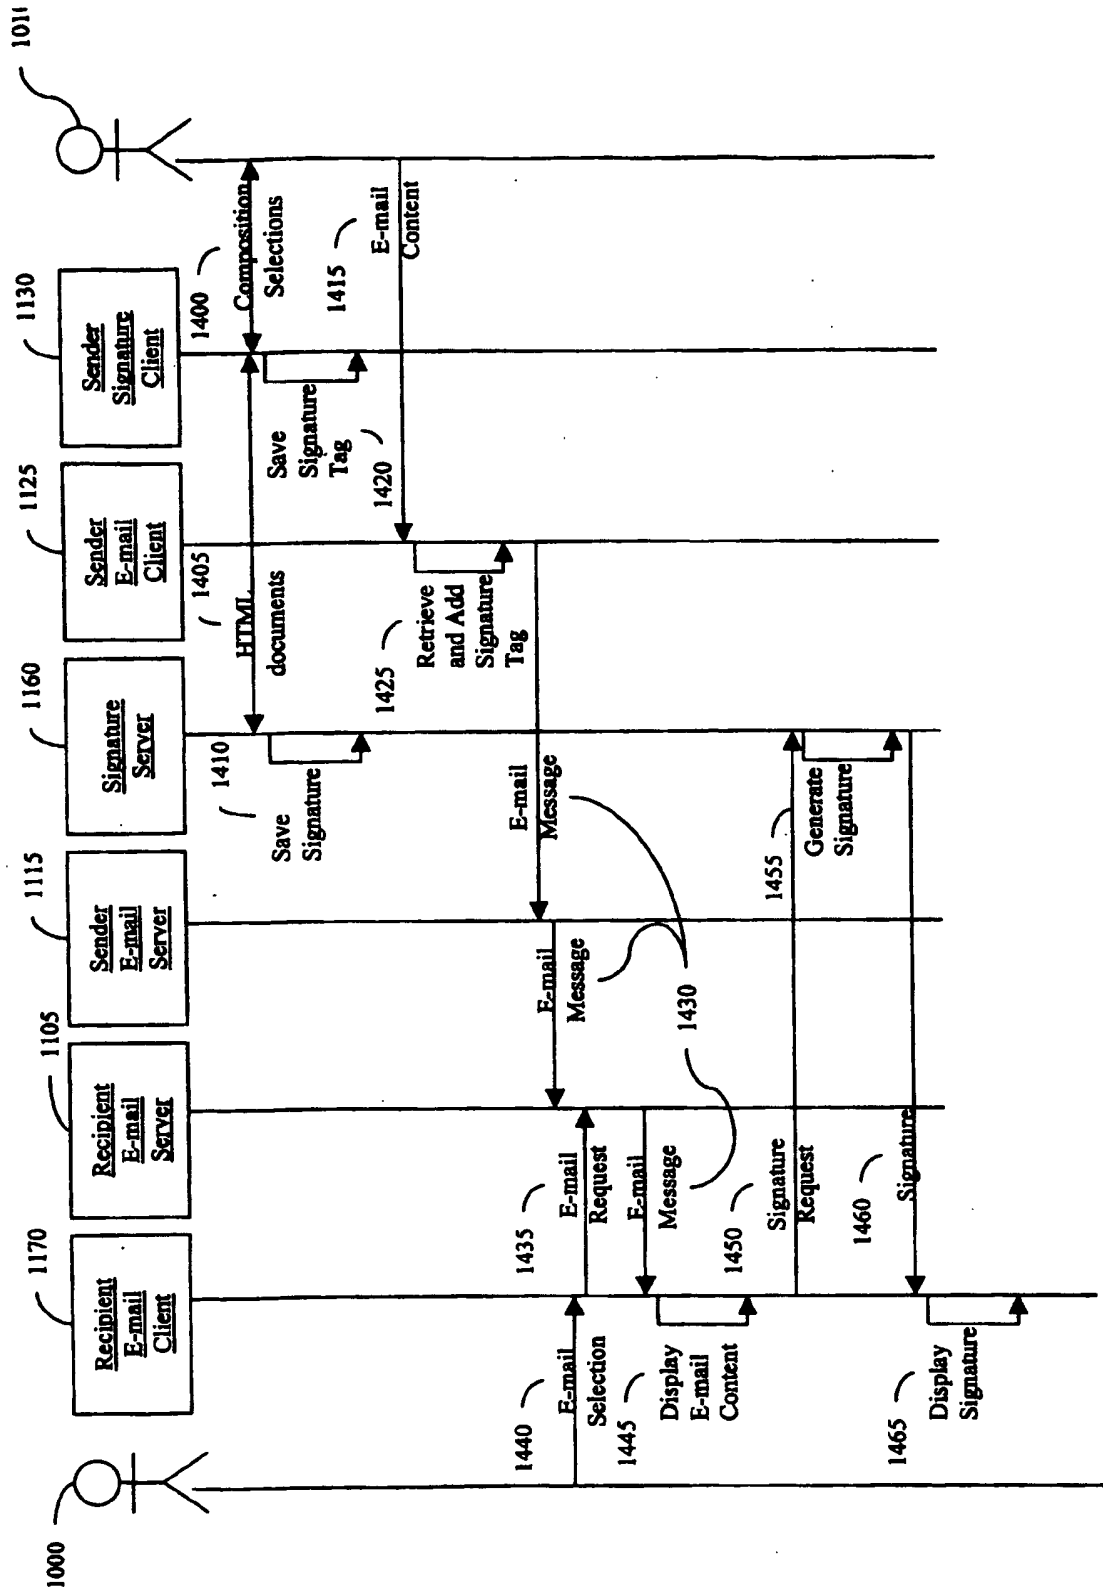 1000
1170
Recipient
E-mail
Client
1105
Recipient
E-mail
Server
1115
Sender
E-mail
Server
1160
Signature
Server
1125
Sender
E-mail
Client
1130
Sender
Signature
Client
1400
Composition
Selections
1405
HTML
documents
1410
Save
Signature
Save
Signature
Tag
1415
E-mail
Content
1420
1425
Retrieve
and Add
Signature
Tag
E-mail
Message
E-mail
Message
1430
1440
E-mail
Selection
1435
E-mail
Request
E-mail
Message
1445
Display
E-mail
Content
1450
Signature
Request
1455
Generate
Signature
1460
Signature
1465
Display
Signature